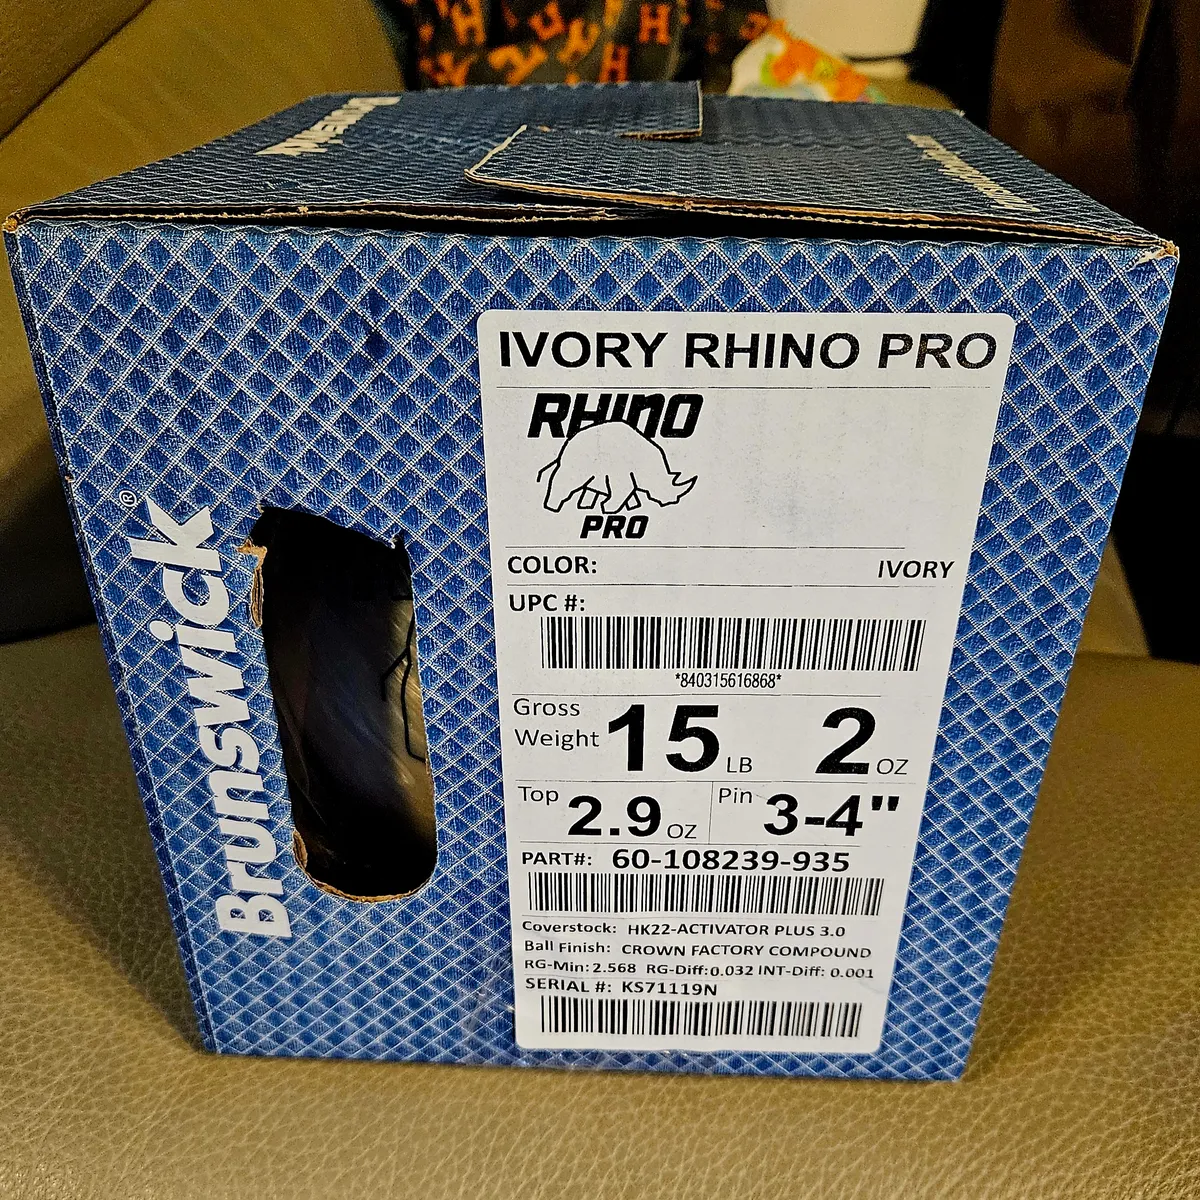 Brunswick
IVORY RHINO PRO
RHINO
PRO
COLOR: IVORY
UPC #:
*840315616868*
Gross Weight 15 LB 2 OZ
Top 2.9 OZ Pin 3-4"
PART#: 60-108239-935
Coverstock: HK22-ACTIVATOR PLUS 3.0
Ball Finish: CROWN FACTORY COMPOUND
RG-Min: 2.568 RG-Diff: 0.032 INT-Diff: 0.001
SERIAL #: KS71119N
Brunswick®
H
H
H